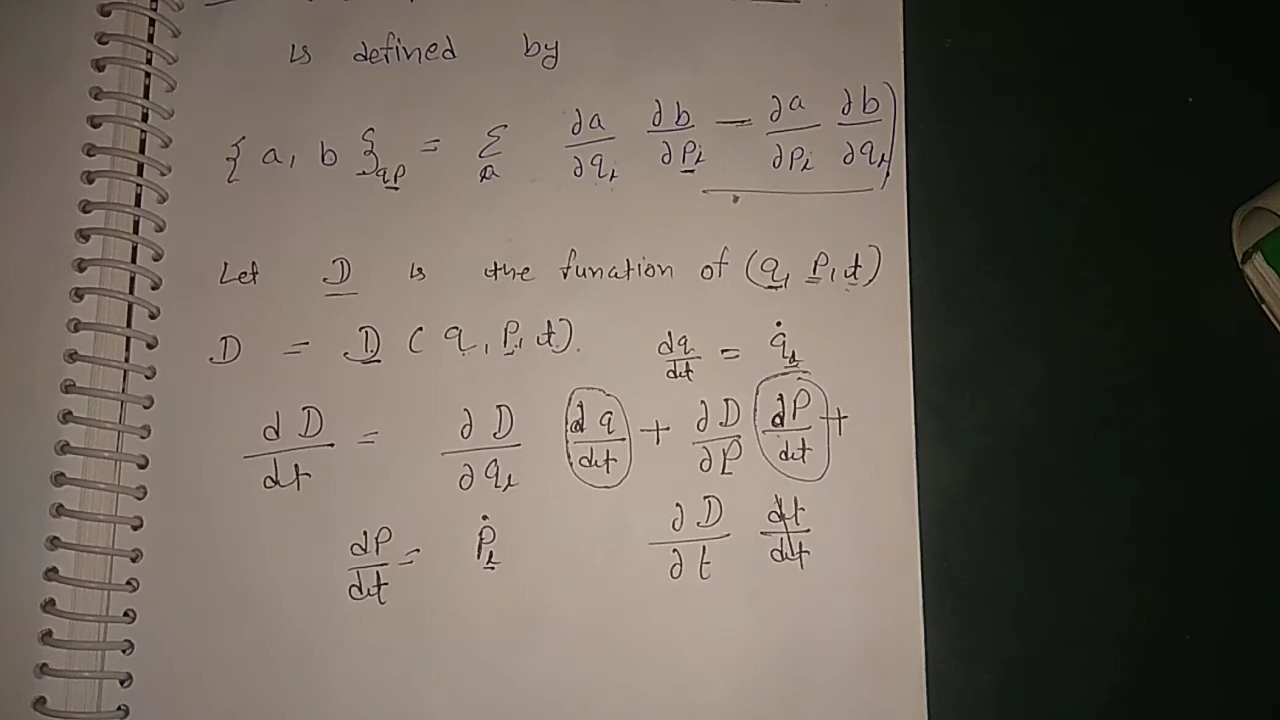 is defined by
{ a, b }qp = Σ ∂a/∂qi ∂b/∂pi − ∂a/∂pi ∂b/∂qi )
Let D is the funation of (q, P, t)
D = D ( q, P, t).
dq/dt = q̇i
dD/dt = ∂D/∂qi dq/dt + ∂D/∂P dP/dt +
∂D/∂t dt/dt
dP/dt = Ṗi